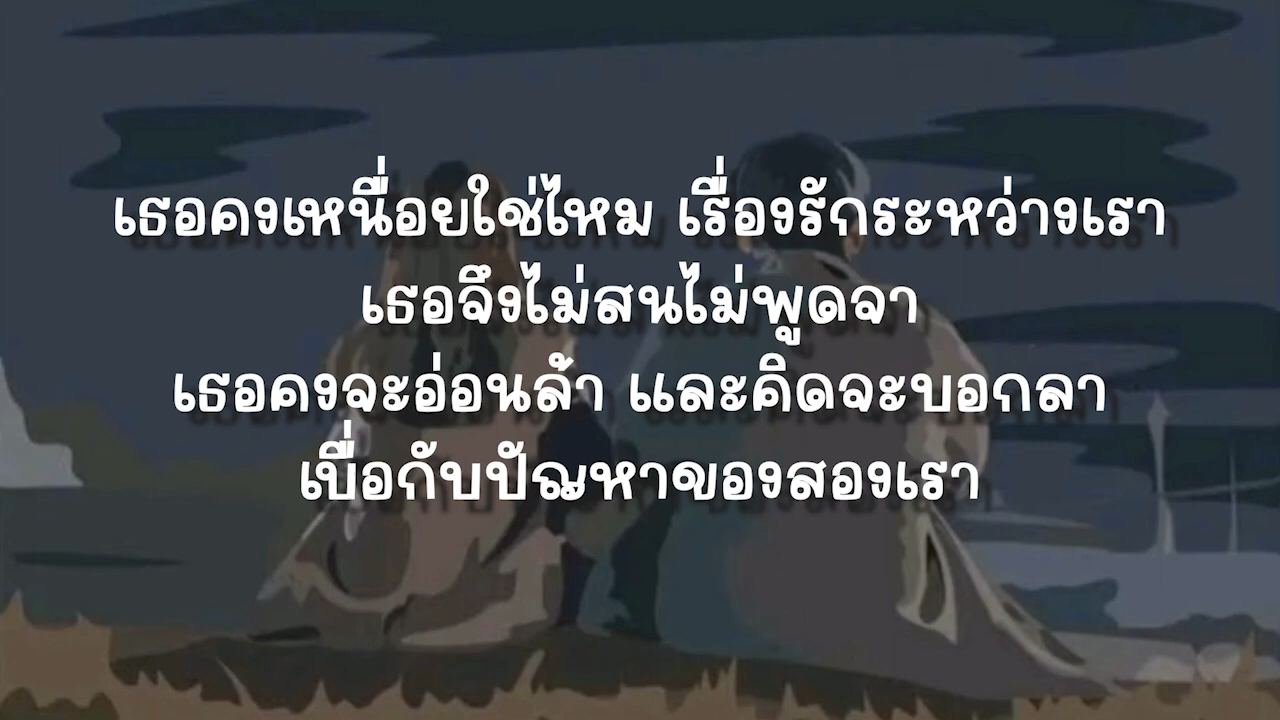 เธอคงเหนื่อยใช่ไหม เรื่องรักระหว่างเรา
เธอจึงไม่สนไม่พูดจา
เธอคงจะอ่อนล้า และคิดจะบอกลา
เบื่อกับปัญหาของสองเรา